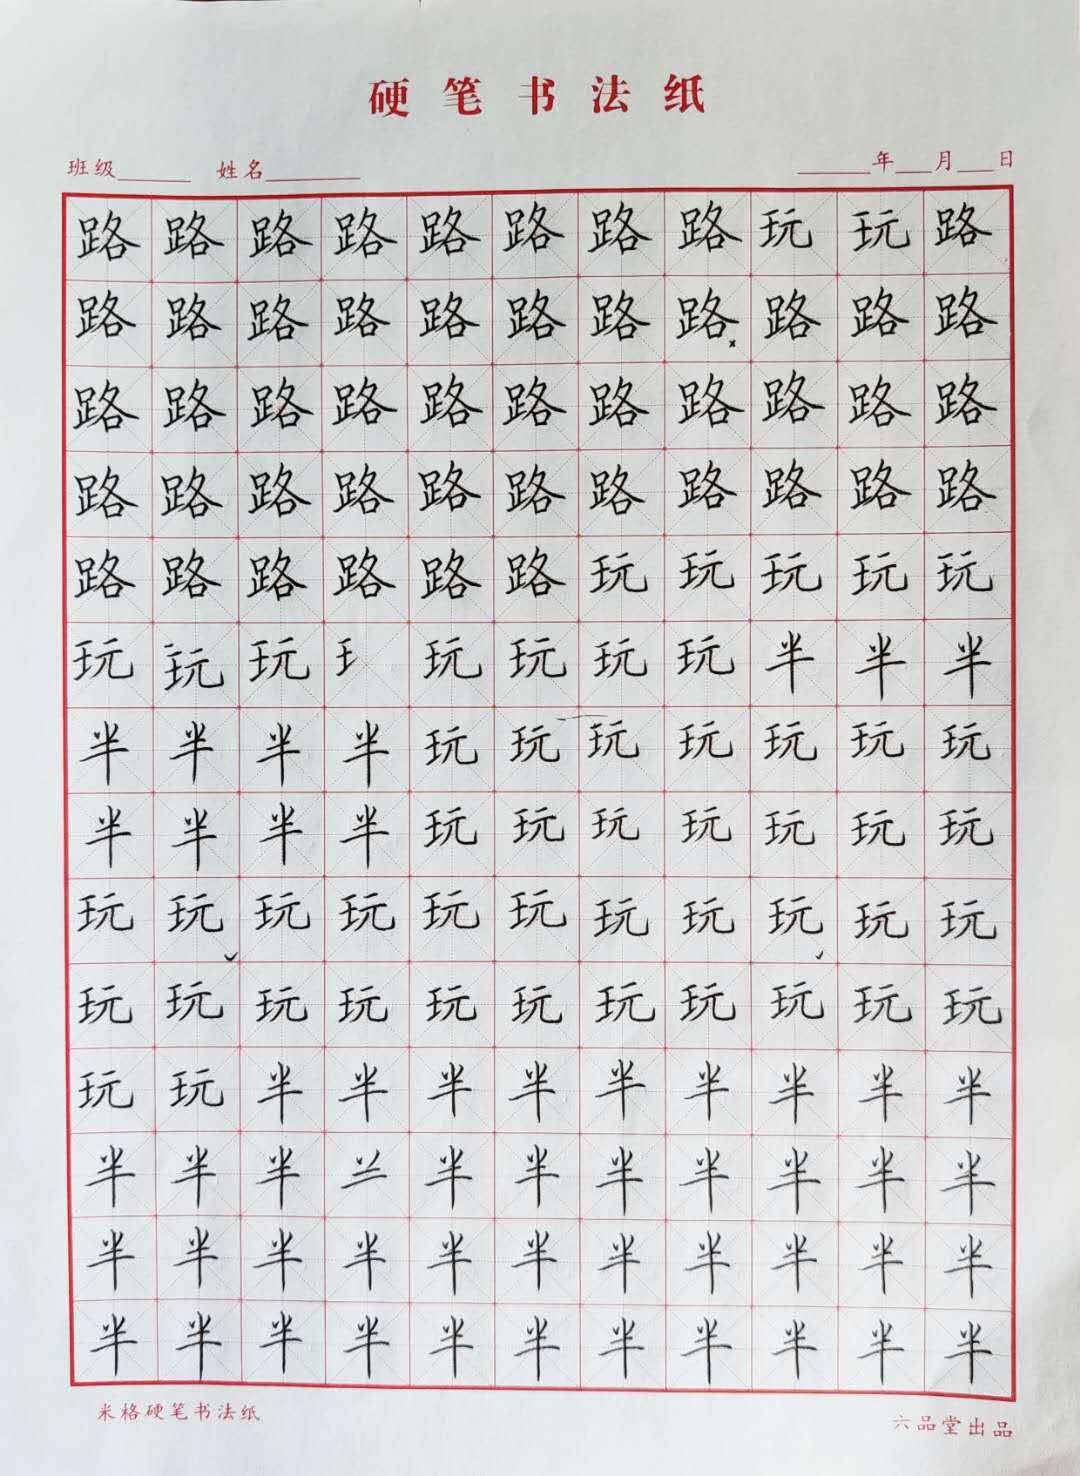 硬笔书法纸
班级______ 姓名________ ______年___月___日
路路路路路路路路玩玩路
路路路路路路路路路路路
路路路路路路路路路路路
路路路路路路路路路路路
路路路路路路玩玩玩玩玩
玩玩玩王玩玩玩玩半半半
半半半半玩玩玩玩玩玩玩
半半半半玩玩玩玩玩玩玩
玩玩玩玩玩玩玩玩玩玩玩
玩玩玩玩玩玩玩玩玩玩玩
玩玩半半半半半半半半半
半半半兰半半半半半半半
半半半半半半半半半半半
半半半半半半半半半半半
米格硬笔书法纸 六品堂出品